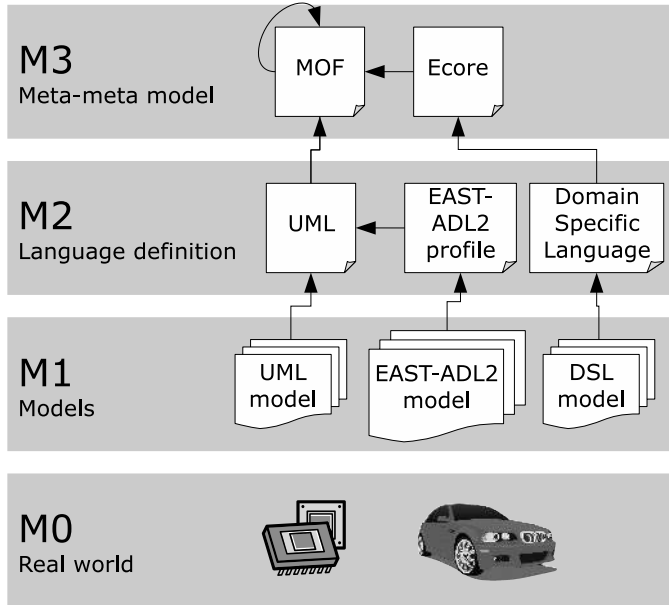 M3
Meta-meta model
MOF
Ecore
M2
Language definition
UML
EAST-
ADL2
profile
Domain
Specific
Language
M1
Models
UML
model
EAST-ADL2
model
DSL
model
M0
Real world